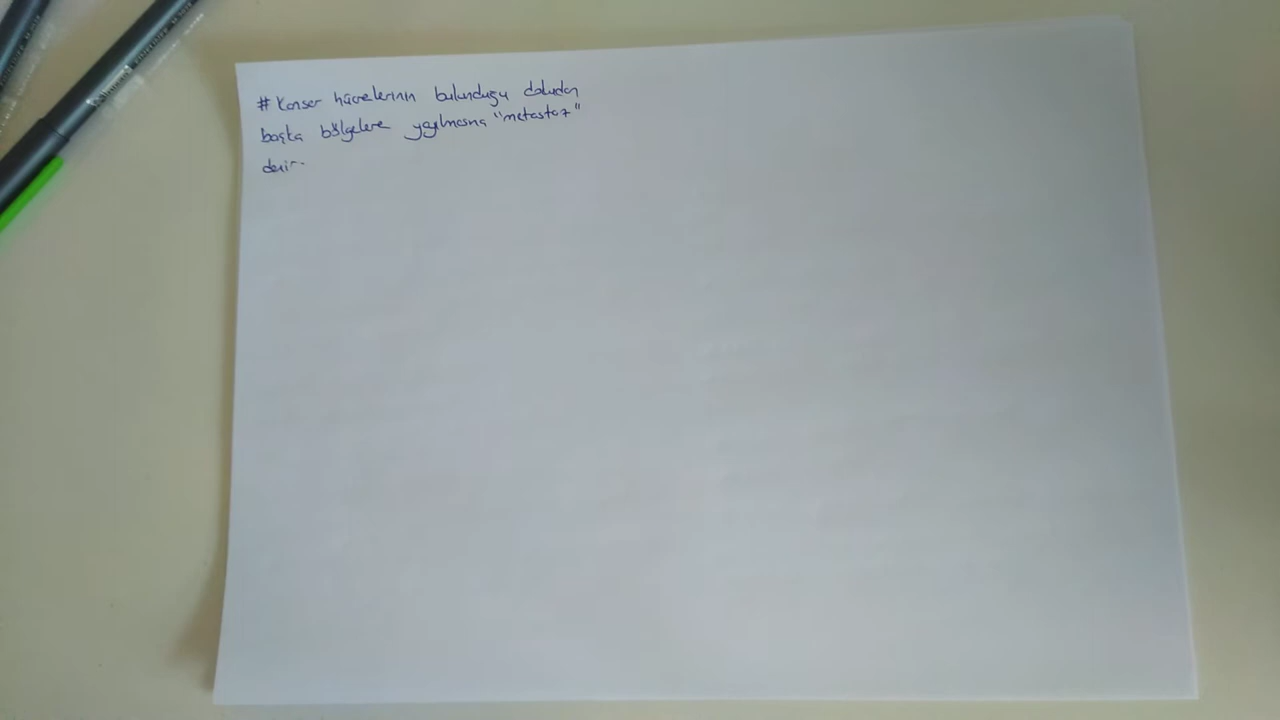 # Kanser hücrelerinin bulunduğu dokudan
başka bölgelere yayılmasına "metastaz"
denir.